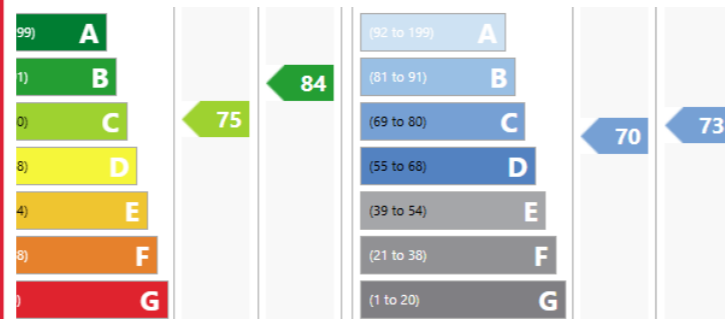 99) A
1) B
0) C
8) D
4) E
8) F
) G
75
84
(92 to 199) A
(81 to 91) B
(69 to 80) C
(55 to 68) D
(39 to 54) E
(21 to 38) F
(1 to 20) G
70
73